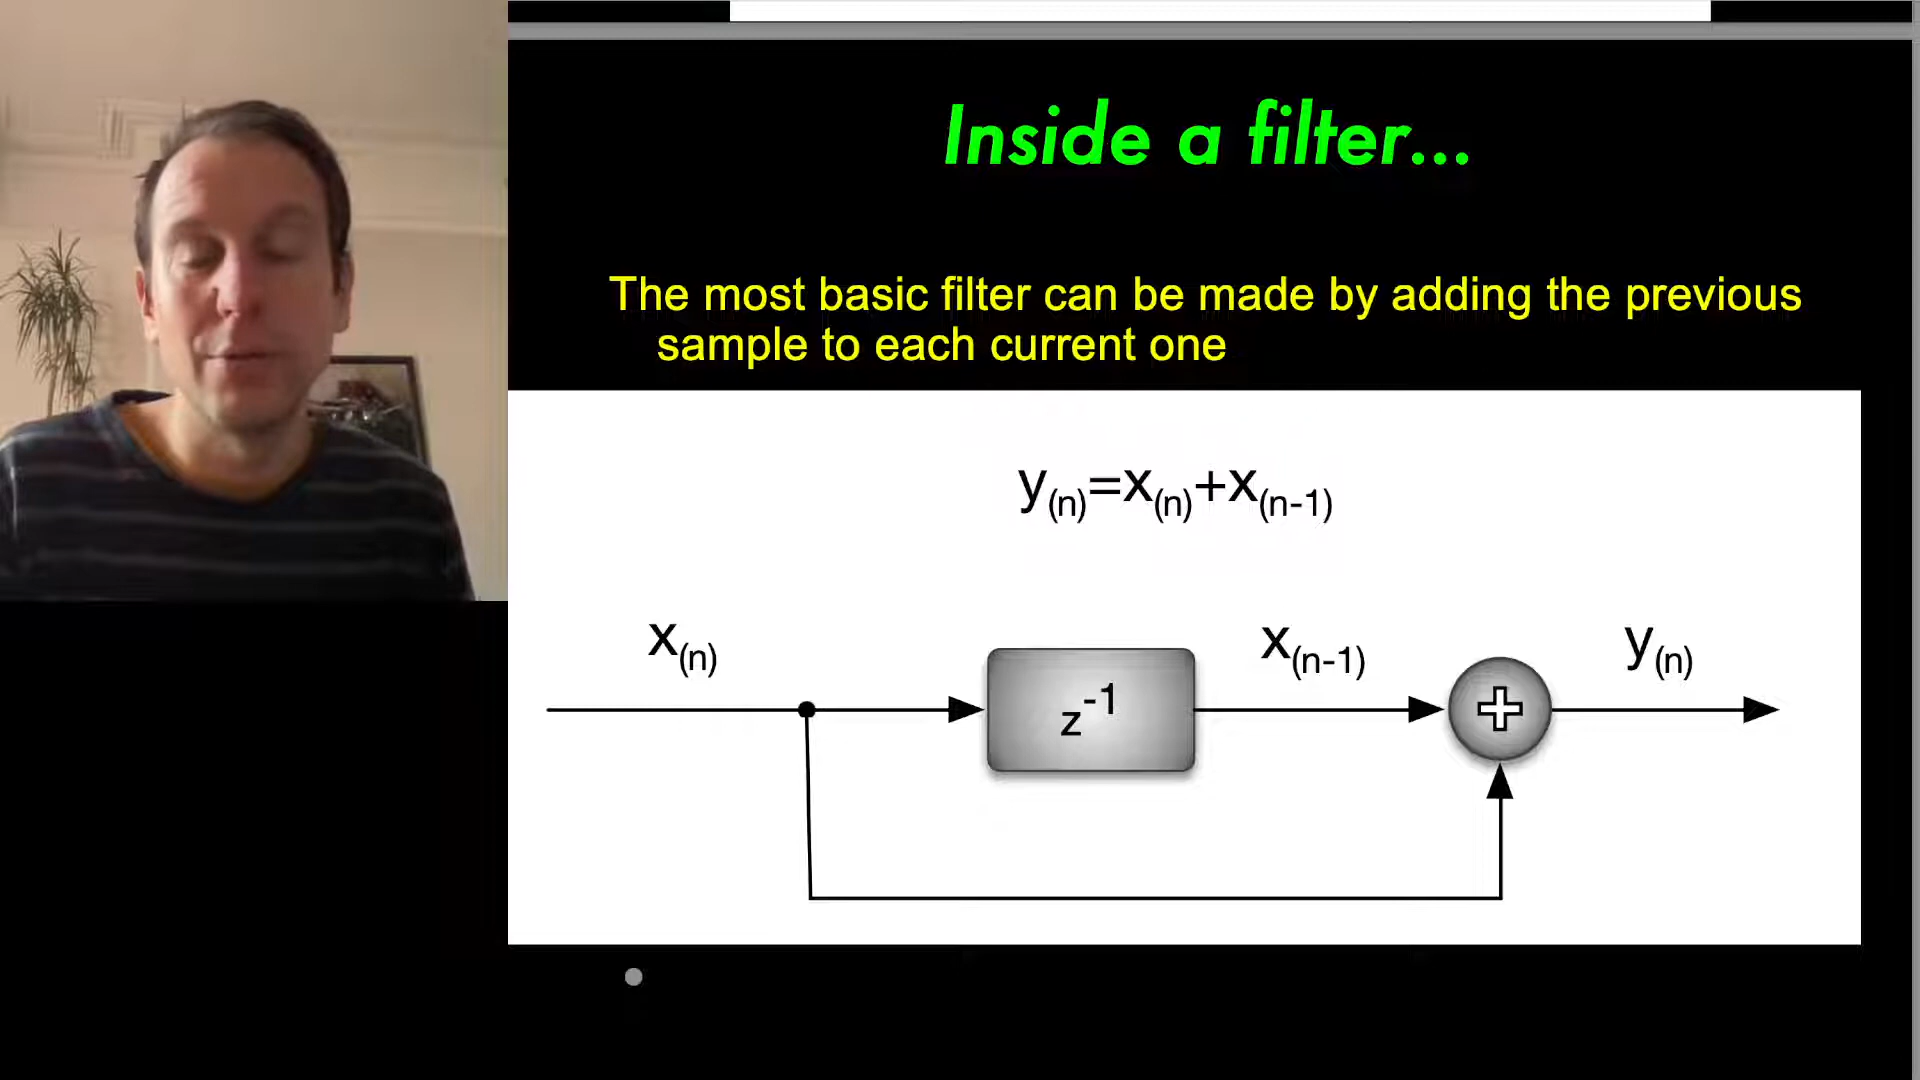 Inside a filter...
The most basic filter can be made by adding the previous
sample to each current one
y(n)=x(n)+x(n-1)
x(n)
z-1
x(n-1)
y(n)